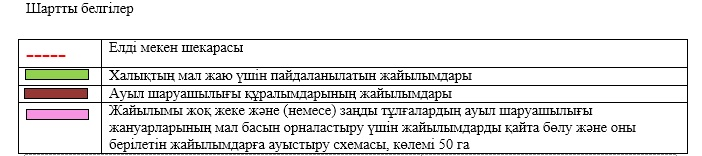 Шартты белгілер
Елді мекен шекарасы
Халықтың мал жаю үшін пайдаланылатын жайылымдары
Ауыл шаруашылығы құралымдарының жайылымдары
Жайылымы жоқ жеке және (немесе) заңды тұлғалардың ауыл шаруашылығы
жануарларының мал басын орналастыру үшін жайылымдарды қайта бөлу және оны
берілетін жайылымдарға ауыстыру схемасы, көлемі 50 га